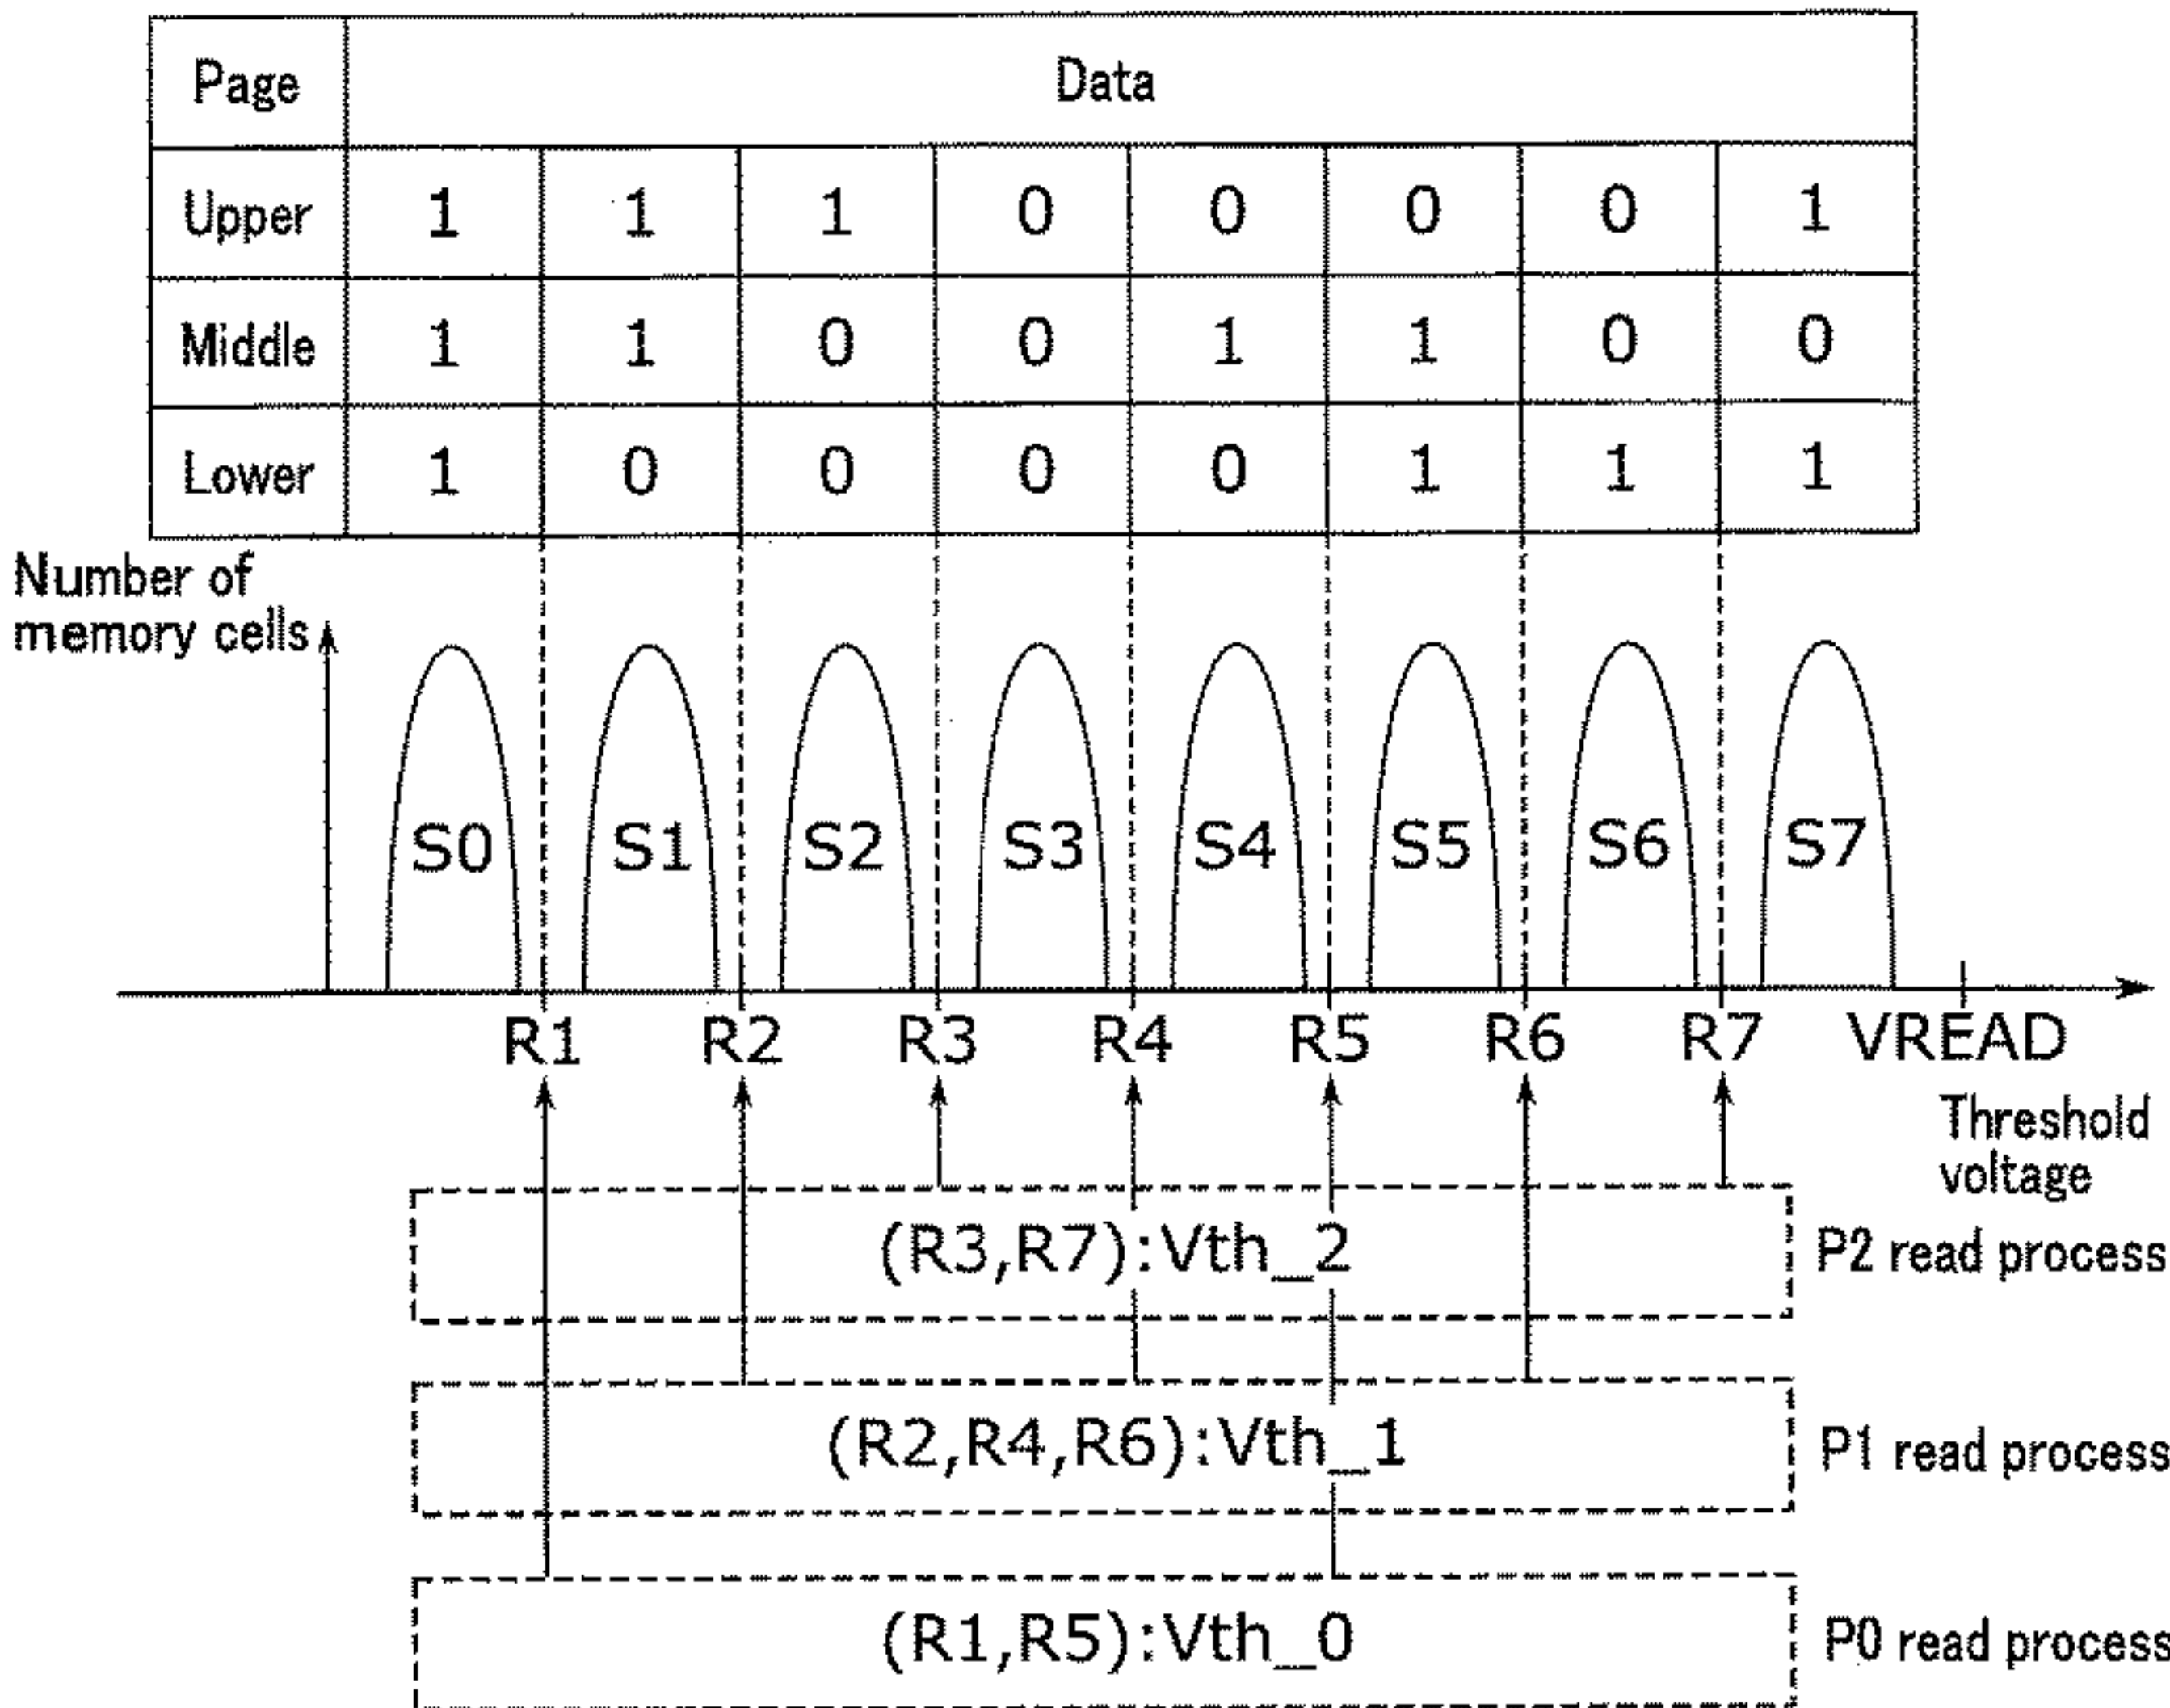 Page Data
Upper 1 1 1 0 0 0 0 1
Middle 1 1 0 0 1 1 0 0
Lower 1 0 0 0 0 1 1 1
Number of
memory cells
S0 S1 S2 S3 S4 S5 S6 S7
R1 R2 R3 R4 R5 R6 R7 VREAD
Threshold
voltage
(R3,R7):Vth_2 P2 read process
(R2,R4,R6):Vth_1 P1 read process
(R1,R5):Vth_0 P0 read process